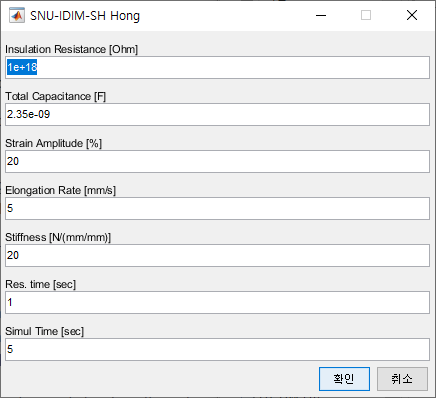 SNU-IDIM-SH Hong
Insulation Resistance [Ohm]
1e+18
Total Capacitance [F]
2.35e-09
Strain Amplitude [%]
20
Elongation Rate [mm/s]
5
Stiffness [N/(mm/mm)]
20
Res. time [sec]
1
Simul Time [sec]
5
확인 취소